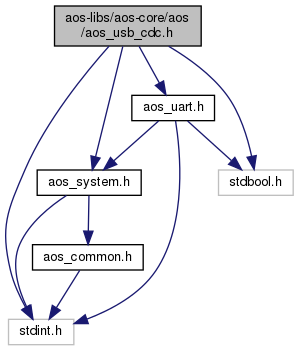 aos-libs/aos-core/aos
/aos_usb_cdc.h
aos_uart.h
aos_system.h
stdbool.h
aos_common.h
stdint.h